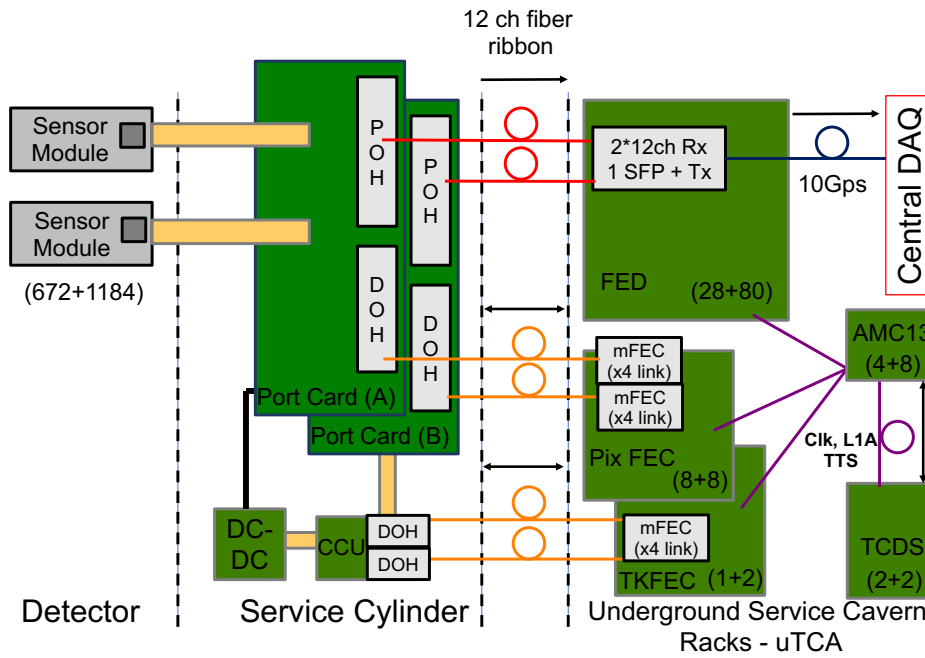 12 ch fiber
ribbon
Sensor
Module
Sensor
Module
(672+1184)
P
O
H
P
O
H
D
O
H
D
O
H
Port Card (A)
Port Card (B)
2*12ch Rx
1 SFP + Tx
FED
(28+80)
10Gps
Central DAQ
mFEC
(x4 link)
mFEC
(x4 link)
Pix FEC
(8+8)
AMC13
(4+8)
Clk, L1A
TTS
DC-
DC
CCU
DOH
DOH
mFEC
(x4 link)
TKFEC
(1+2)
TCDS
(2+2)
Detector
Service Cylinder
Underground Service Cavern
Racks - uTCA